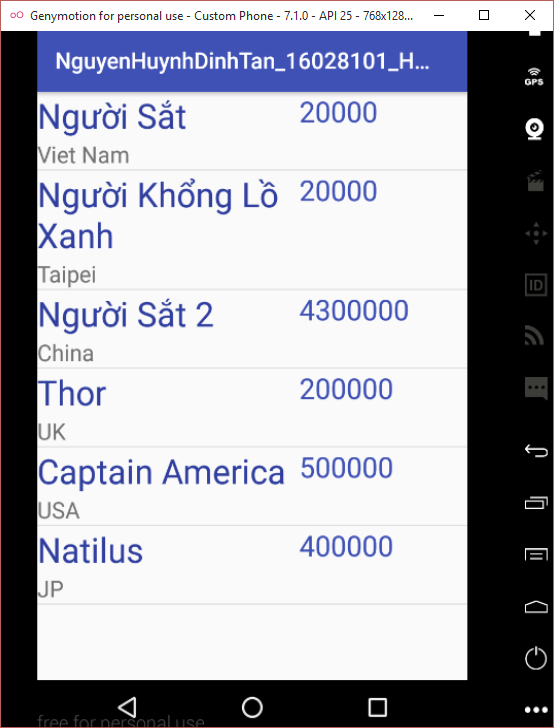 Genymotion for personal use - Custom Phone - 7.1.0 - API 25 - 768x128...
GPS
NguyenHuynhDinhTan_16028101_H...
Người Sắt 20000
Viet Nam
Người Khổng Lồ 20000
Xanh
Taipei
ID
Người Sắt 2 4300000
China
Thor 200000
UK
Captain America 500000
USA
Natilus 400000
JP
free for personal use